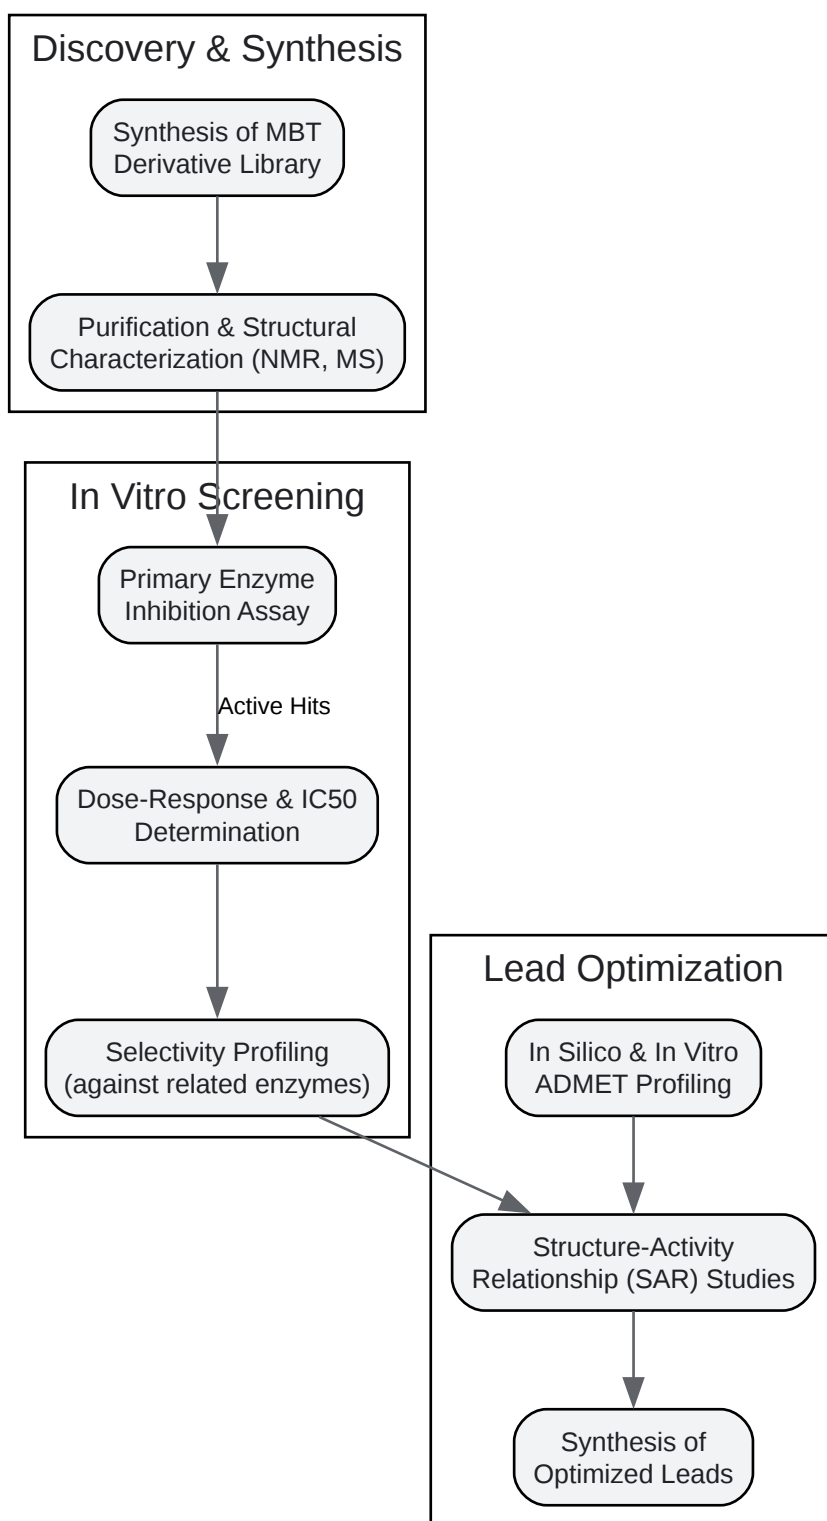 Discovery & Synthesis
Synthesis of MBT
Derivative Library
Purification & Structural
Characterization (NMR, MS)
In Vitro Screening
Primary Enzyme
Inhibition Assay
Active Hits
Dose-Response & IC50
Determination
Selectivity Profiling
(against related enzymes)
Lead Optimization
In Silico & In Vitro
ADMET Profiling
Structure-Activity
Relationship (SAR) Studies
Synthesis of
Optimized Leads